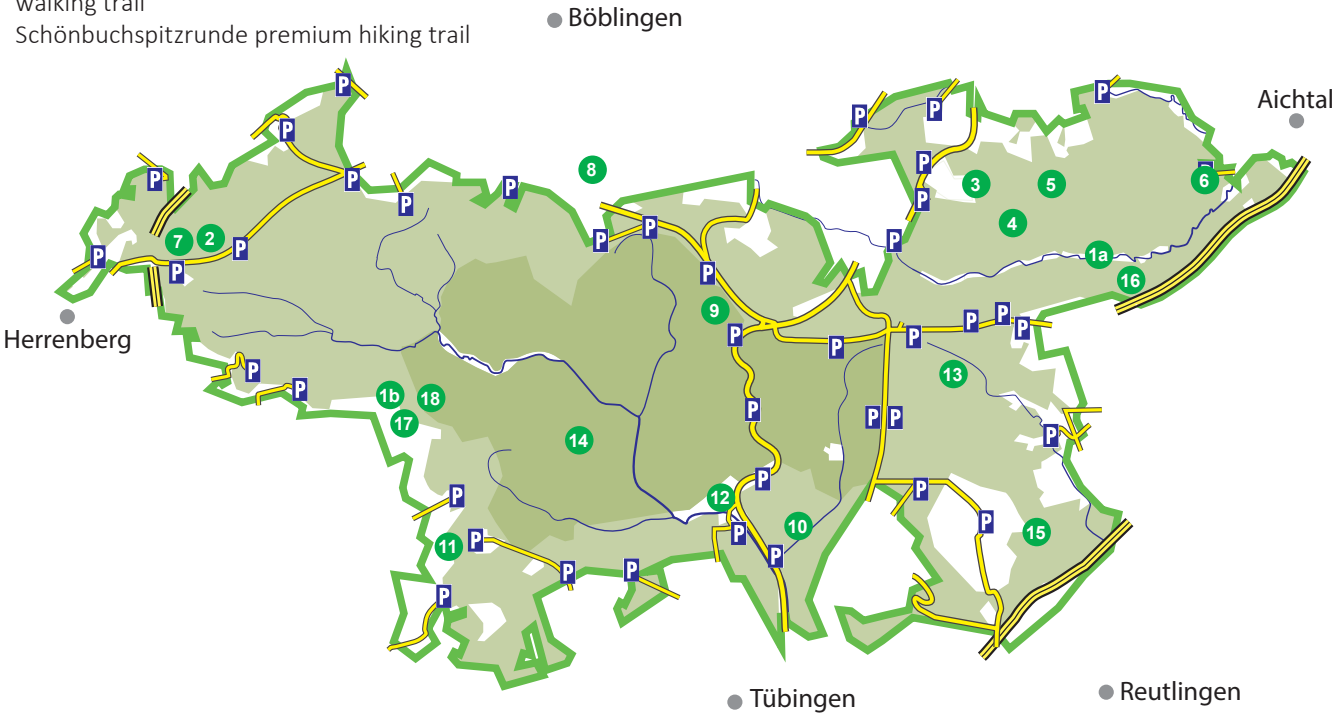 walking trail
Schönbuchspitzrunde premium hiking trail
Böblingen
Aichtal
Herrenberg
Tübingen
Reutlingen
P
P
P
P
P
P
8
P
P
P
3
5
6
P
P
7
2
P
P
P
4
P
1a
P
P
P
16
9
P
P
P
P
P
P
P
P
P
13
1b
18
17
P
P
P
14
P
P
12
P
P
P
10
15
11
P
P
P
P
P
P